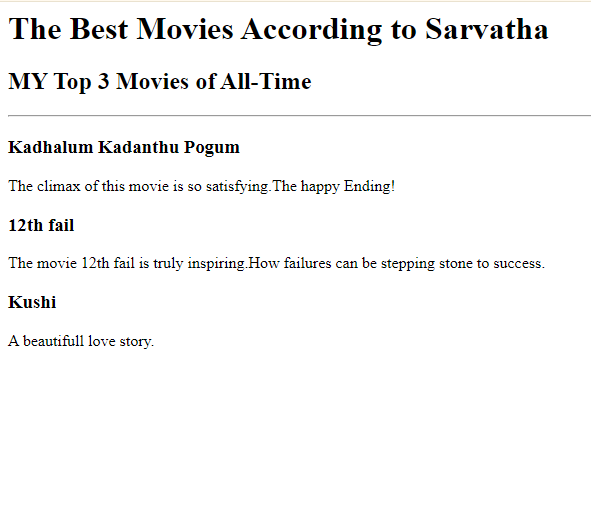 The Best Movies According to Sarvatha
MY Top 3 Movies of All-Time
Kadhalum Kadanthu Pogum
The climax of this movie is so satisfying.The happy Ending!
12th fail
The movie 12th fail is truly inspiring.How failures can be stepping stone to success.
Kushi
A beautifull love story.